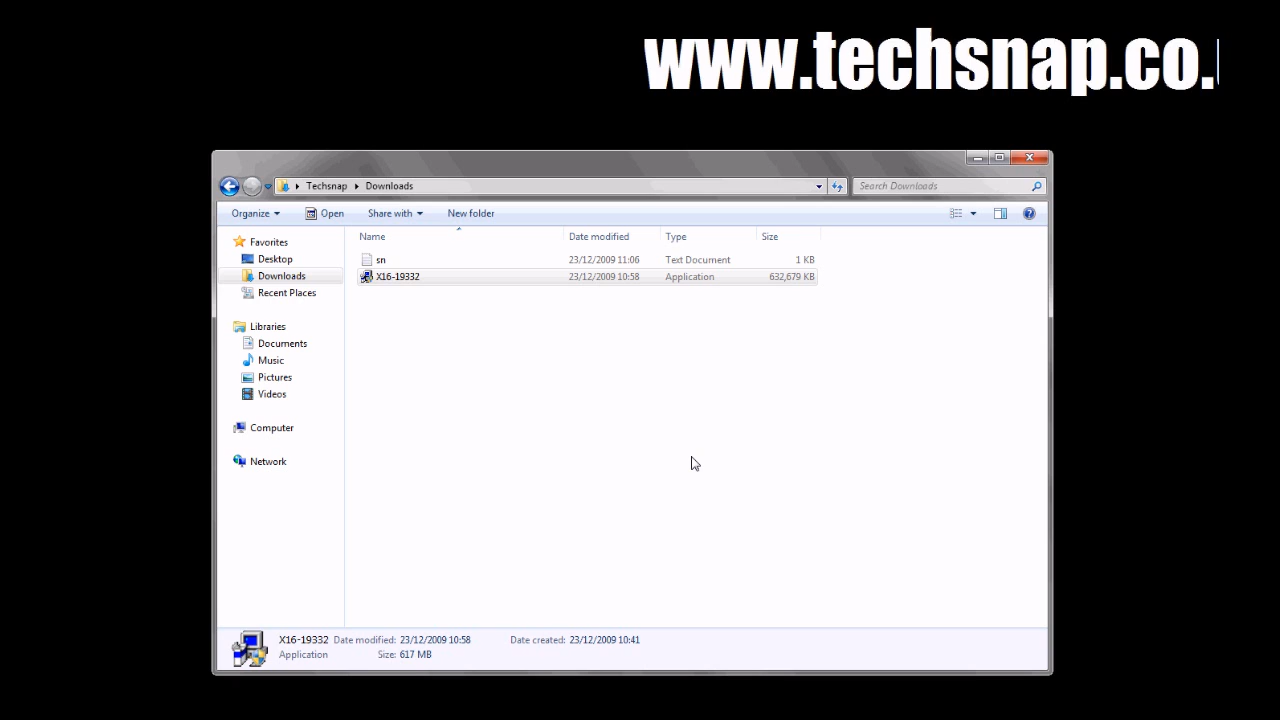 www.techsnap.co.
Techsnap Downloads
Search Downloads
Organize Open Share with New folder
Name Date modified Type Size
Favorites
Desktop
Downloads
Recent Places
Libraries
Documents
Music
Pictures
Videos
Computer
Network
sn 23/12/2009 11:06 Text Document 1 KB
X16-19332 23/12/2009 10:58 Application 632,679 KB
X16-19332 Date modified: 23/12/2009 10:58 Date created: 23/12/2009 10:41
Application Size: 617 MB